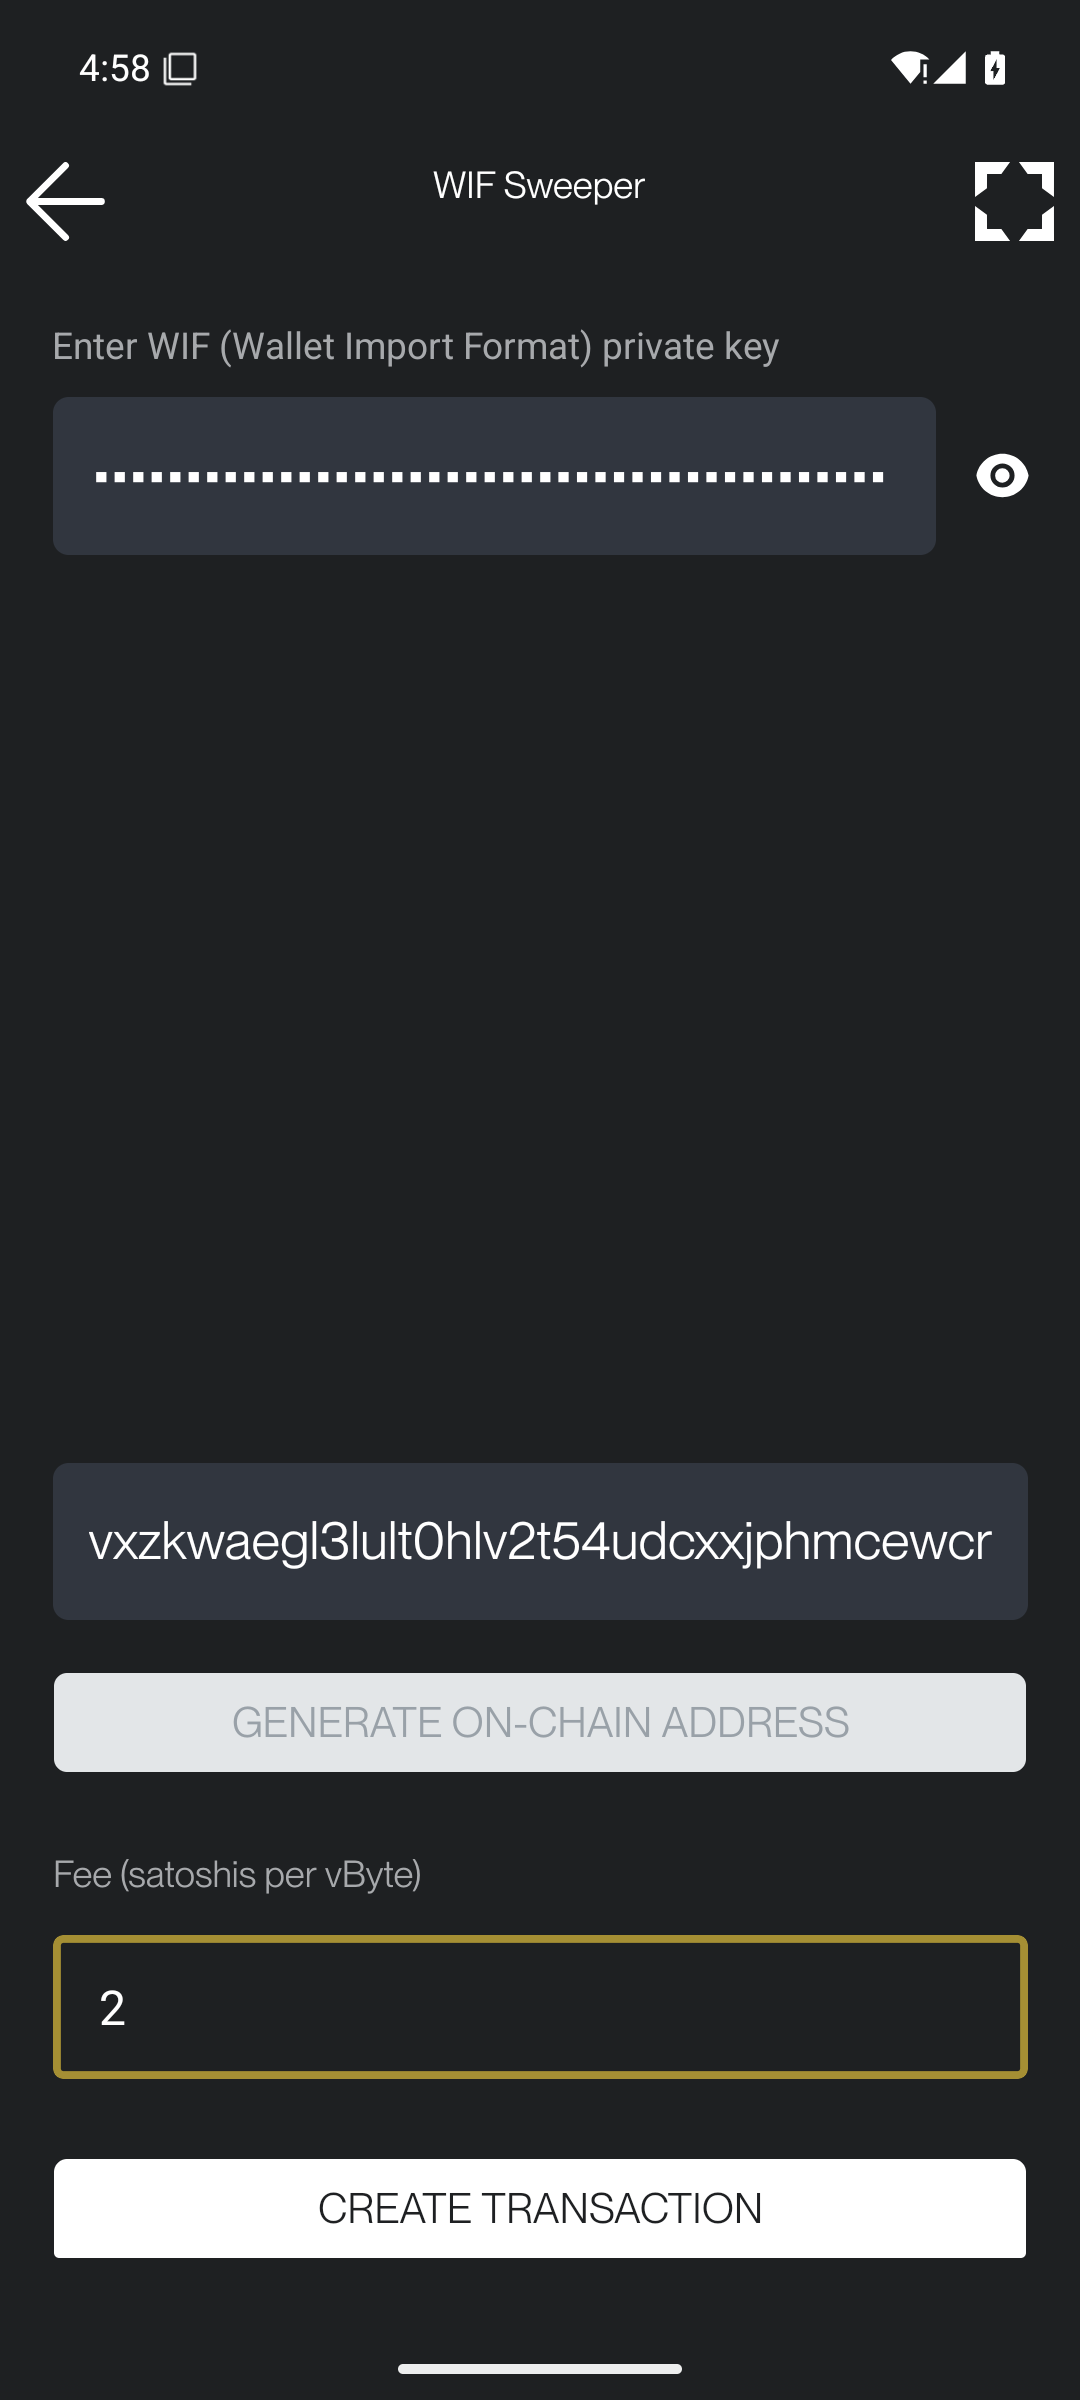 4:58
WIF Sweeper
Enter WIF (Wallet Import Format) private key
vxzkwaegl3lult0hlv2t54udcxxjphmcewcr
GENERATE ON-CHAIN ADDRESS
Fee (satoshis per vByte)
2
CREATE TRANSACTION